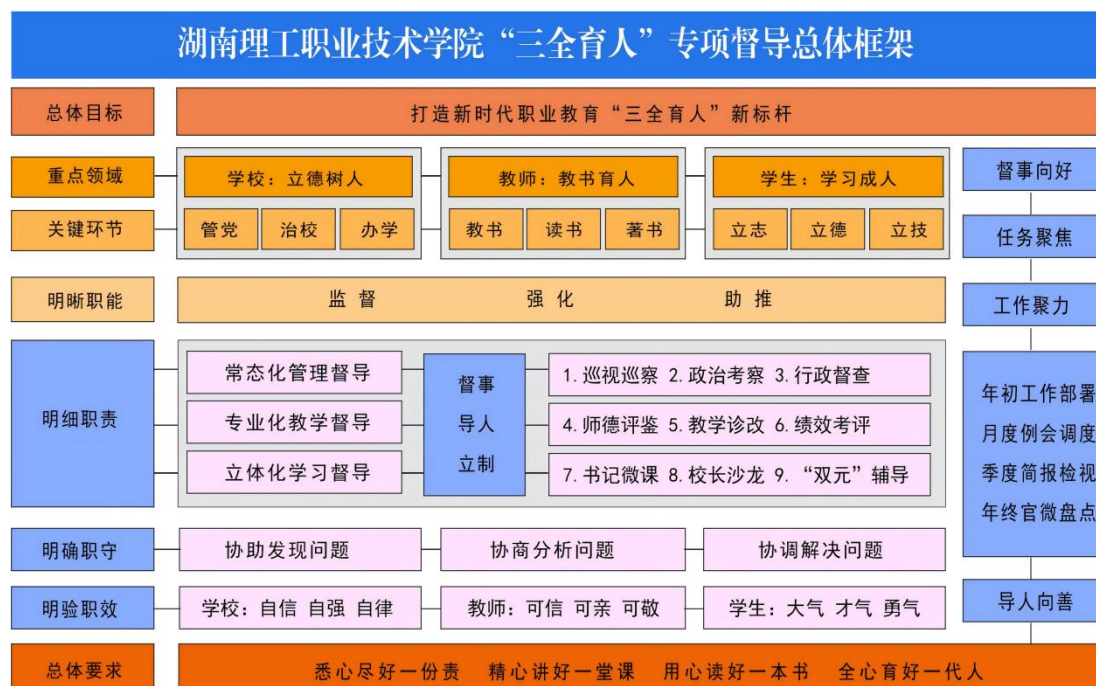 湖南理工职业技术学院“三全育人”专项督导总体框架
总体目标
打造新时代职业教育“三全育人”新标杆
重点领域
学校：立德树人
教师：教书育人
学生：学习成人
督事向好
关键环节
管党 治校 办学
教书 读书 著书
立志 立德 立技
任务聚焦
明晰职能
监督 强化 助推
工作聚力
明细职责
常态化管理督导
专业化教学督导
立体化学习督导
督事
导人
立制
1. 巡视巡察 2. 政治考察 3. 行政督查
4. 师德评鉴 5. 教学诊改 6. 绩效考评
7. 书记微课 8. 校长沙龙 9. “双元”辅导
年初工作部署
月度例会调度
季度简报检视
年终官微盘点
明确职守
协助发现问题
协商分析问题
协调解决问题
明验职效
学校：自信 自强 自律
教师：可信 可亲 可敬
学生：大气 才气 勇气
导人向善
总体要求
悉心尽好一份责 精心讲好一堂课 用心读好一本书 全心育好一代人